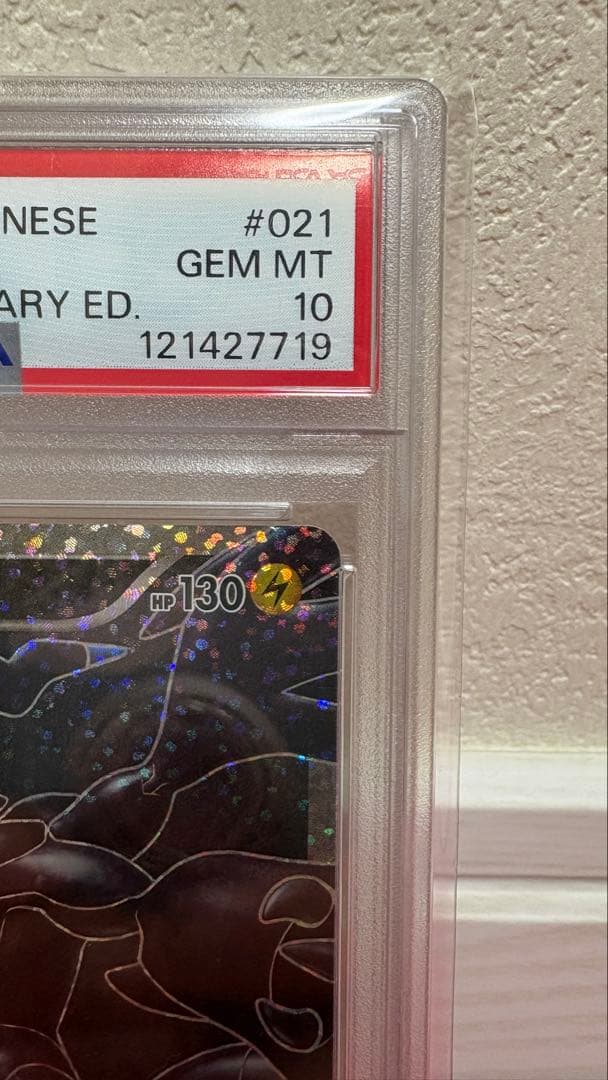 NESE #021
GEM MT
ARY ED. 10
A 121427719
HP130